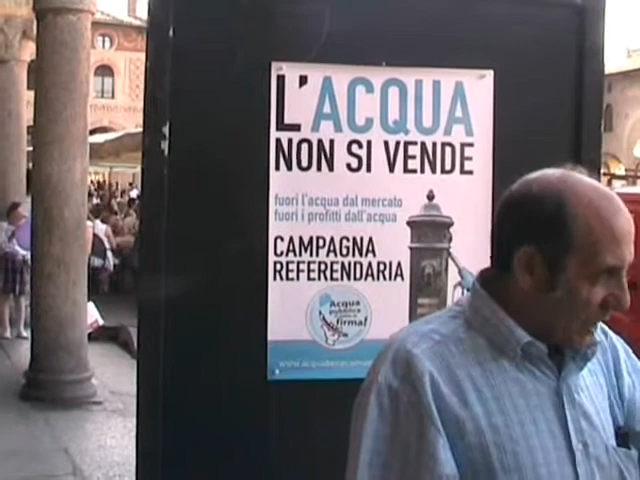 L'ACQUA
NON SI VENDE
fuori l'acqua dal mercato
fuori i profitti dall'acqua
CAMPAGNA
REFERENDARIA
Acqua
pubblica
firma!